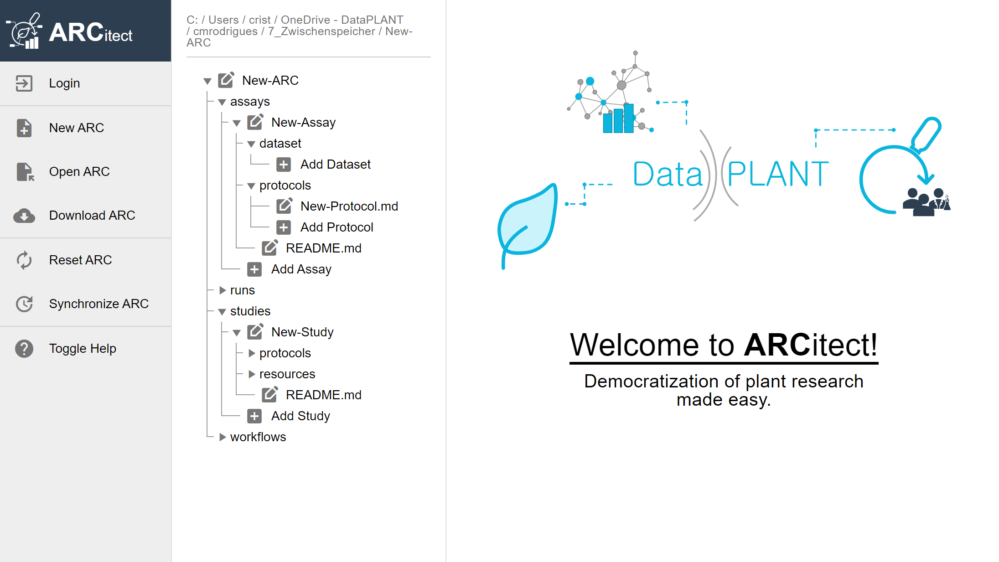 ARCitect
Login
New ARC
Open ARC
Download ARC
Reset ARC
Synchronize ARC
Toggle Help
C: / Users / crist / OneDrive - DataPLANT
/ cmrodrigues / 7_Zwischenspeicher / New-
ARC
New-ARC
assays
New-Assay
dataset
Add Dataset
protocols
New-Protocol.md
Add Protocol
README.md
Add Assay
runs
studies
New-Study
protocols
resources
README.md
Add Study
workflows
Data PLANT
Welcome to ARCitect!
Democratization of plant research
made easy.